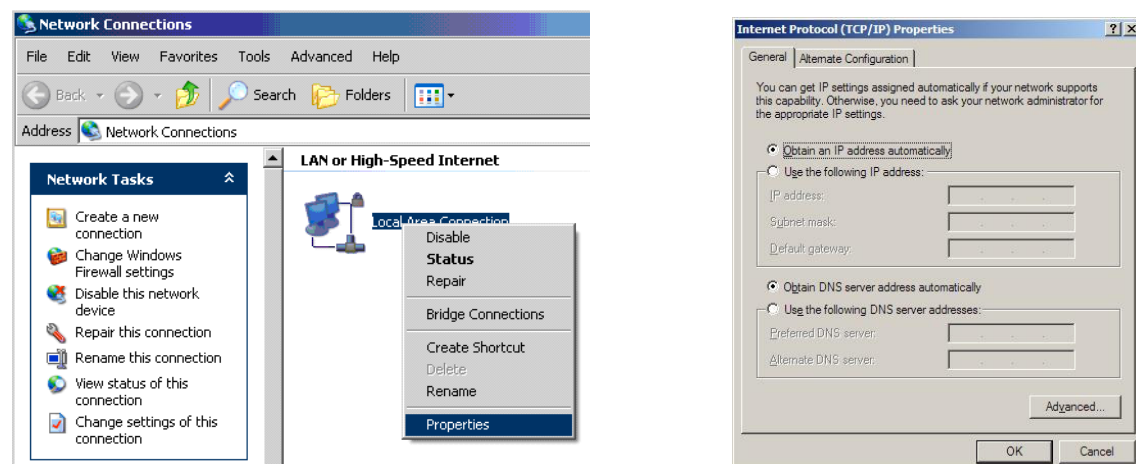 Network Connections
File Edit View Favorites Tools Advanced Help
Back Search Folders
Address Network Connections
Network Tasks
Create a new
connection
Change Windows
Firewall settings
Disable this network
device
Repair this connection
Rename this connection
View status of this
connection
Change settings of this
connection
LAN or High-Speed Internet
Local Area Connection
Disable
Status
Repair
Bridge Connections
Create Shortcut
Delete
Rename
Properties
Internet Protocol (TCP/IP) Properties
General Alternate Configuration
You can get IP settings assigned automatically if your network supports
this capability. Otherwise, you need to ask your network administrator for
the appropriate IP settings.
Obtain an IP address automatically
Use the following IP address:
IP address:
Subnet mask:
Default gateway:
Obtain DNS server address automatically
Use the following DNS server addresses:
Preferred DNS server:
Alternate DNS server:
Advanced...
OK Cancel